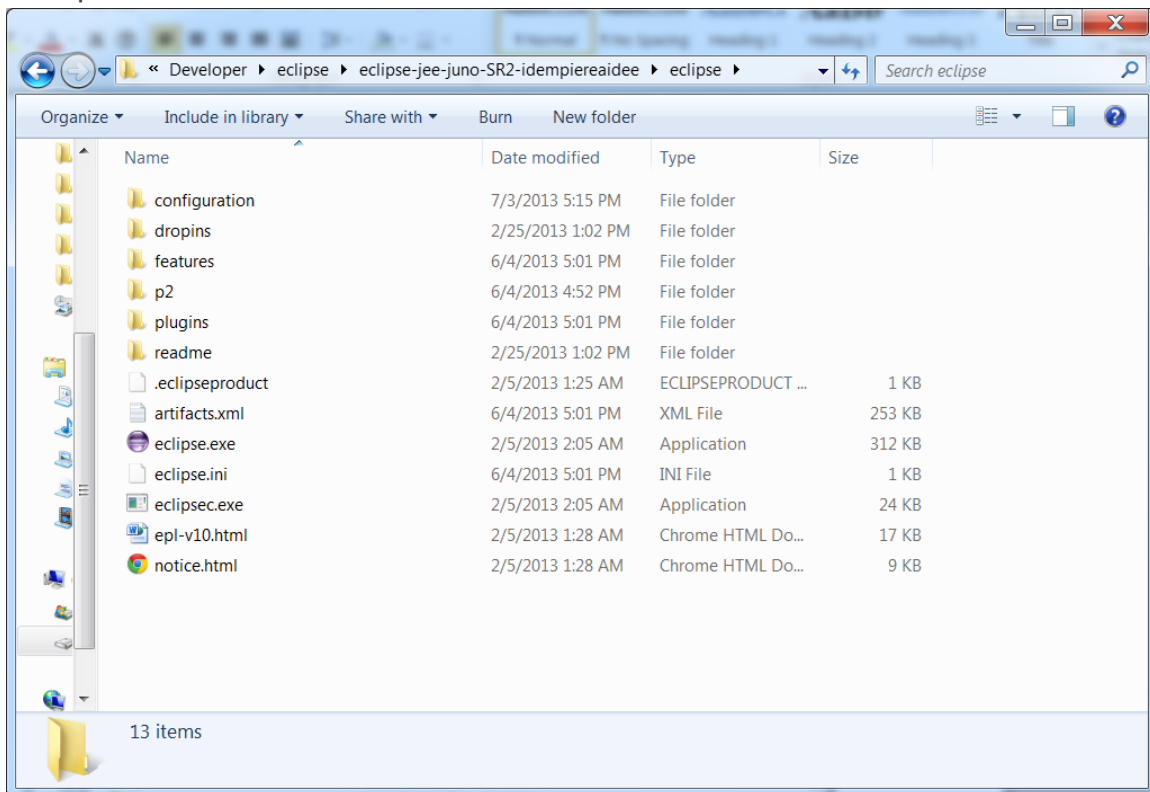 « Developer ▸ eclipse ▸ eclipse-jee-juno-SR2-idempiereaidee ▸ eclipse ▸ Search eclipse
Organize ▾ Include in library ▾ Share with ▾ Burn New folder
Name Date modified Type Size
configuration 7/3/2013 5:15 PM File folder
dropins 2/25/2013 1:02 PM File folder
features 6/4/2013 5:01 PM File folder
p2 6/4/2013 4:52 PM File folder
plugins 6/4/2013 5:01 PM File folder
readme 2/25/2013 1:02 PM File folder
.eclipseproduct 2/5/2013 1:25 AM ECLIPSEPRODUCT ... 1 KB
artifacts.xml 6/4/2013 5:01 PM XML File 253 KB
eclipse.exe 2/5/2013 2:05 AM Application 312 KB
eclipse.ini 6/4/2013 5:01 PM INI File 1 KB
eclipsec.exe 2/5/2013 2:05 AM Application 24 KB
epl-v10.html 2/5/2013 1:28 AM Chrome HTML Do... 17 KB
notice.html 2/5/2013 1:28 AM Chrome HTML Do... 9 KB
13 items